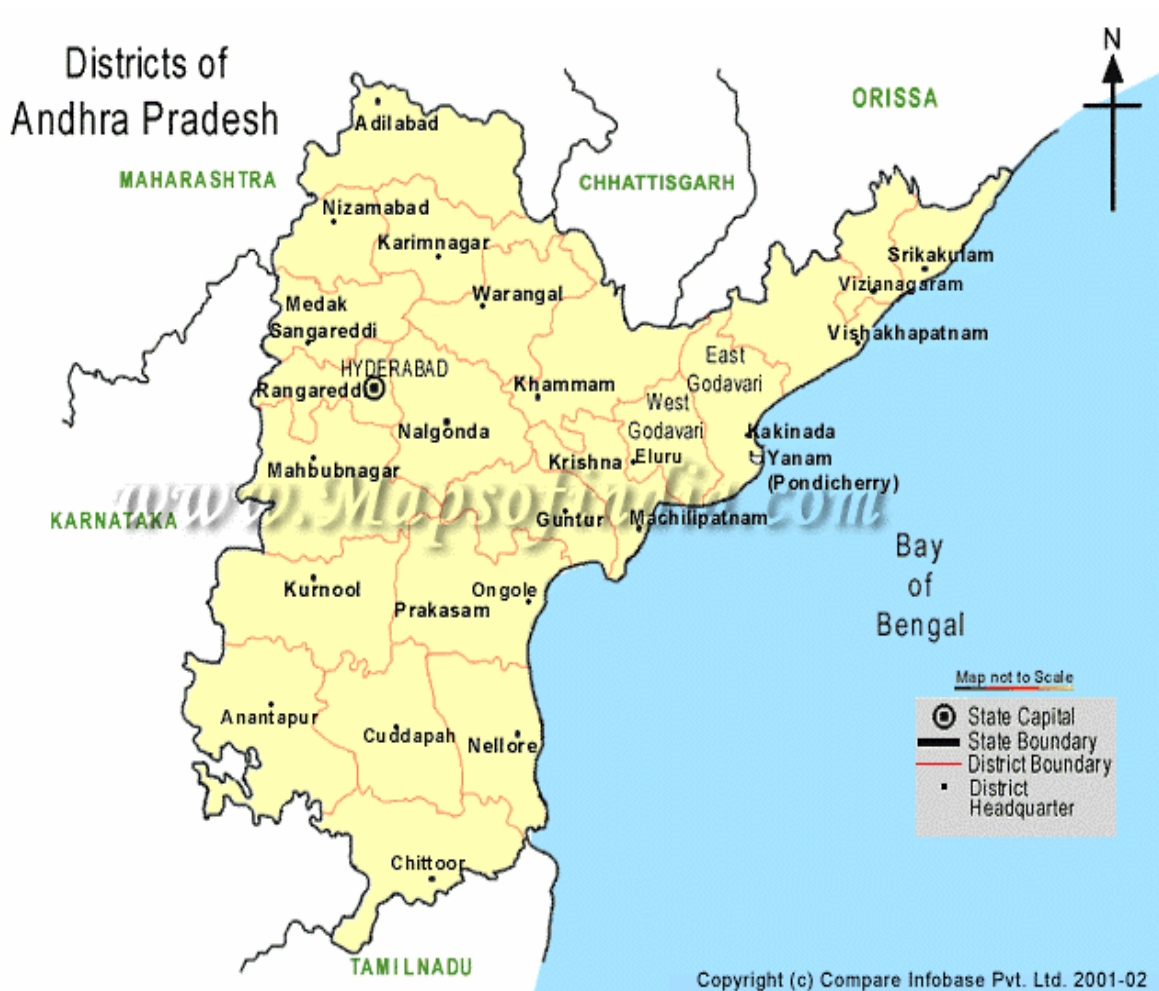 Districts of
Andhra Pradesh
N
ORISSA
MAHARASHTRA
CHHATTISGARH
Adilabad
Nizamabad
Karimnagar
Srikakulam
Vizianagaram
Warangal
Medak
Sangareddi
Vishakhapatnam
HYDERABAD
East
Godavari
Rangaredd
Khammam
West
Godavari
Nalgonda
Kakinada
Mahbubnagar
Krishna
Eluru
Yanam
(Pondicherry)
www.Mapsofindia.com
KARNATAKA
Guntur
Machilipatnam
Bay
of
Bengal
Kurnool
Ongole
Prakasam
Map not to Scale
Anantapur
Cuddapah
Nellore
State Capital
State Boundary
District Boundary
District
Headquarter
Chittoor
TAMILNADU
Copyright (c) Compare Infobase Pvt. Ltd. 2001-02